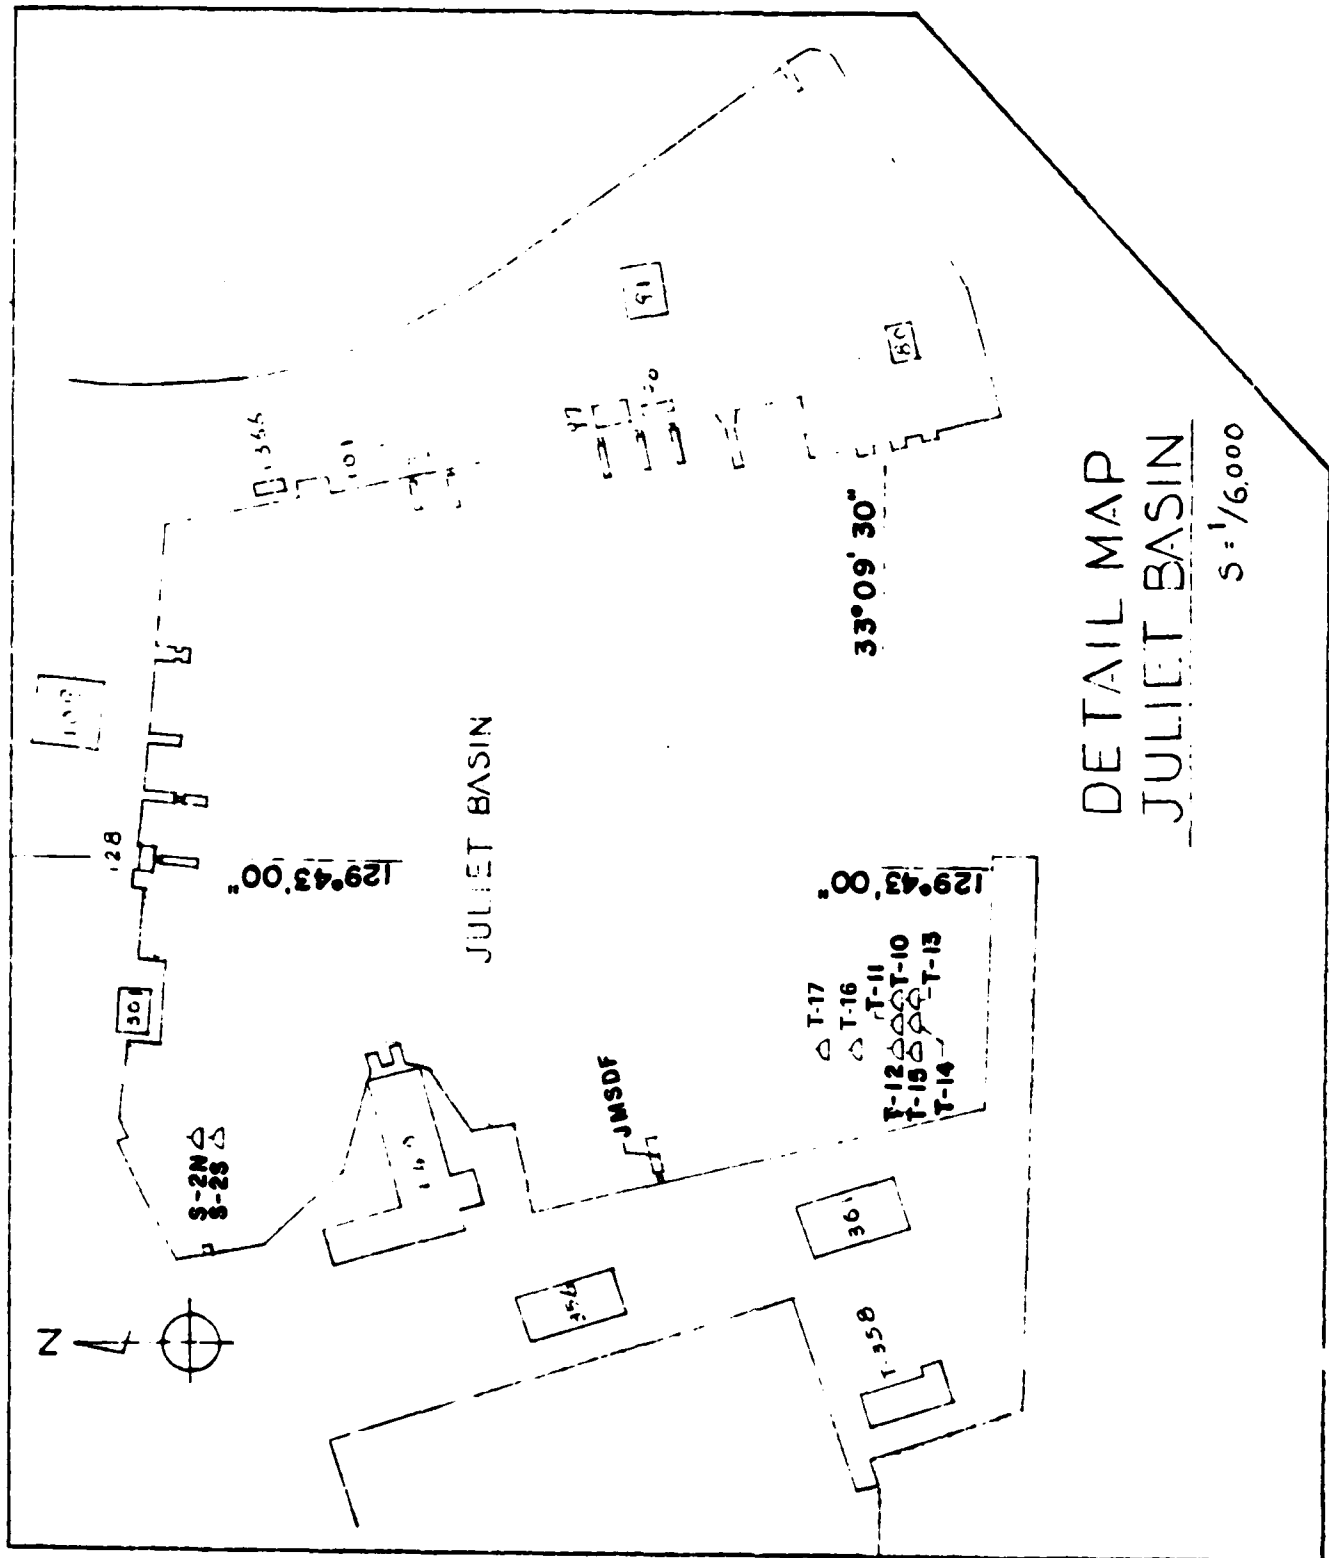 N
S-2N
S-2S
301
128
129°43'00"
JULIET BASIN
101
91
33°09'30"
JMSDF
T-17
T-16
T-11
T-10
T-12
T-13
T-15
T-14
129°43'00"
361
T-358
DETAIL MAP
JULIET BASIN
S=1/6,000